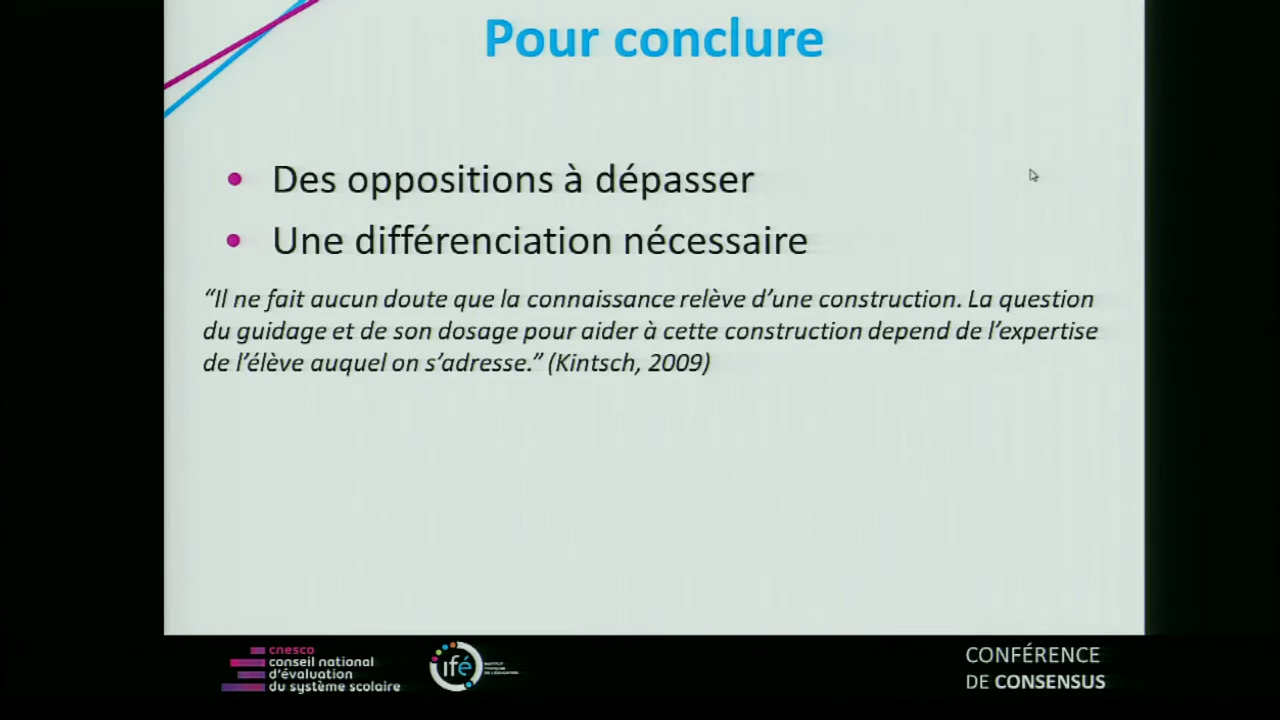 Pour conclure
Des oppositions à dépasser
Une différenciation nécessaire
“Il ne fait aucun doute que la connaissance relève d’une construction. La question
du guidage et de son dosage pour aider à cette construction depend de l’expertise
de l’élève auquel on s’adresse.” (Kintsch, 2009)
cnesco
conseil national
d'évaluation
du système scolaire
ifé
CONFÉRENCE
DE CONSENSUS